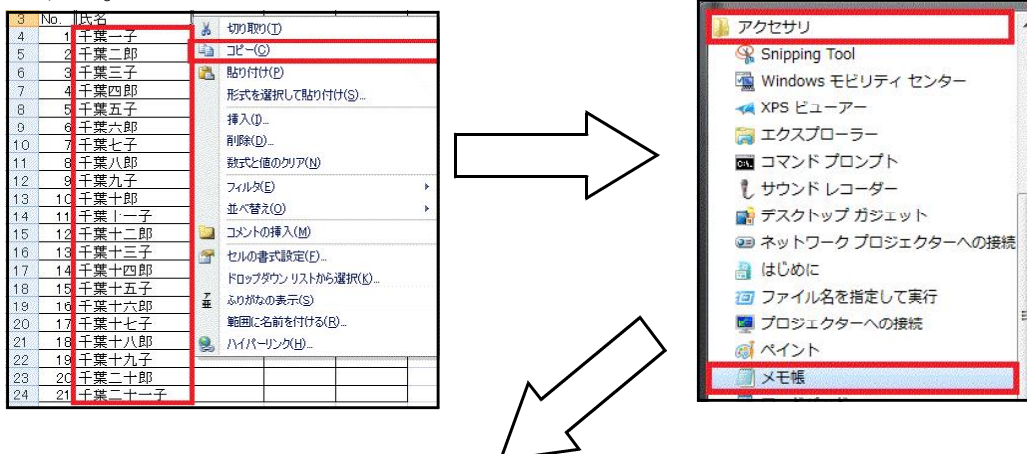 3 No. 氏名
4 1 千葉一子
5 2 千葉二郎
6 3 千葉三子
7 4 千葉四郎
8 5 千葉五子
9 6 千葉六郎
10 7 千葉七子
11 8 千葉八郎
12 9 千葉九子
13 10 千葉十郎
14 11 千葉十一子
15 12 千葉十二郎
16 13 千葉十三子
17 14 千葉十四郎
18 15 千葉十五子
19 16 千葉十六郎
20 17 千葉十七子
21 18 千葉十八郎
22 19 千葉十九子
23 20 千葉二十郎
24 21 千葉二十一子
切り取り(T)
コピー(C)
貼り付け(P)
形式を選択して貼り付け(S)...
挿入(I)...
削除(D)...
数式と値のクリア(N)
フィルタ(E)
並べ替え(O)
コメントの挿入(M)
セルの書式設定(F)...
ドロップダウン リストから選択(K)...
ふりがなの表示(S)
範囲に名前を付ける(R)...
ハイパーリンク(H)...
アクセサリ
Snipping Tool
Windows モビリティ センター
XPS ビューアー
エクスプローラー
コマンド プロンプト
サウンド レコーダー
デスクトップ ガジェット
ネットワーク プロジェクターへの接続
はじめに
ファイル名を指定して実行
プロジェクターへの接続
ペイント
メモ帳